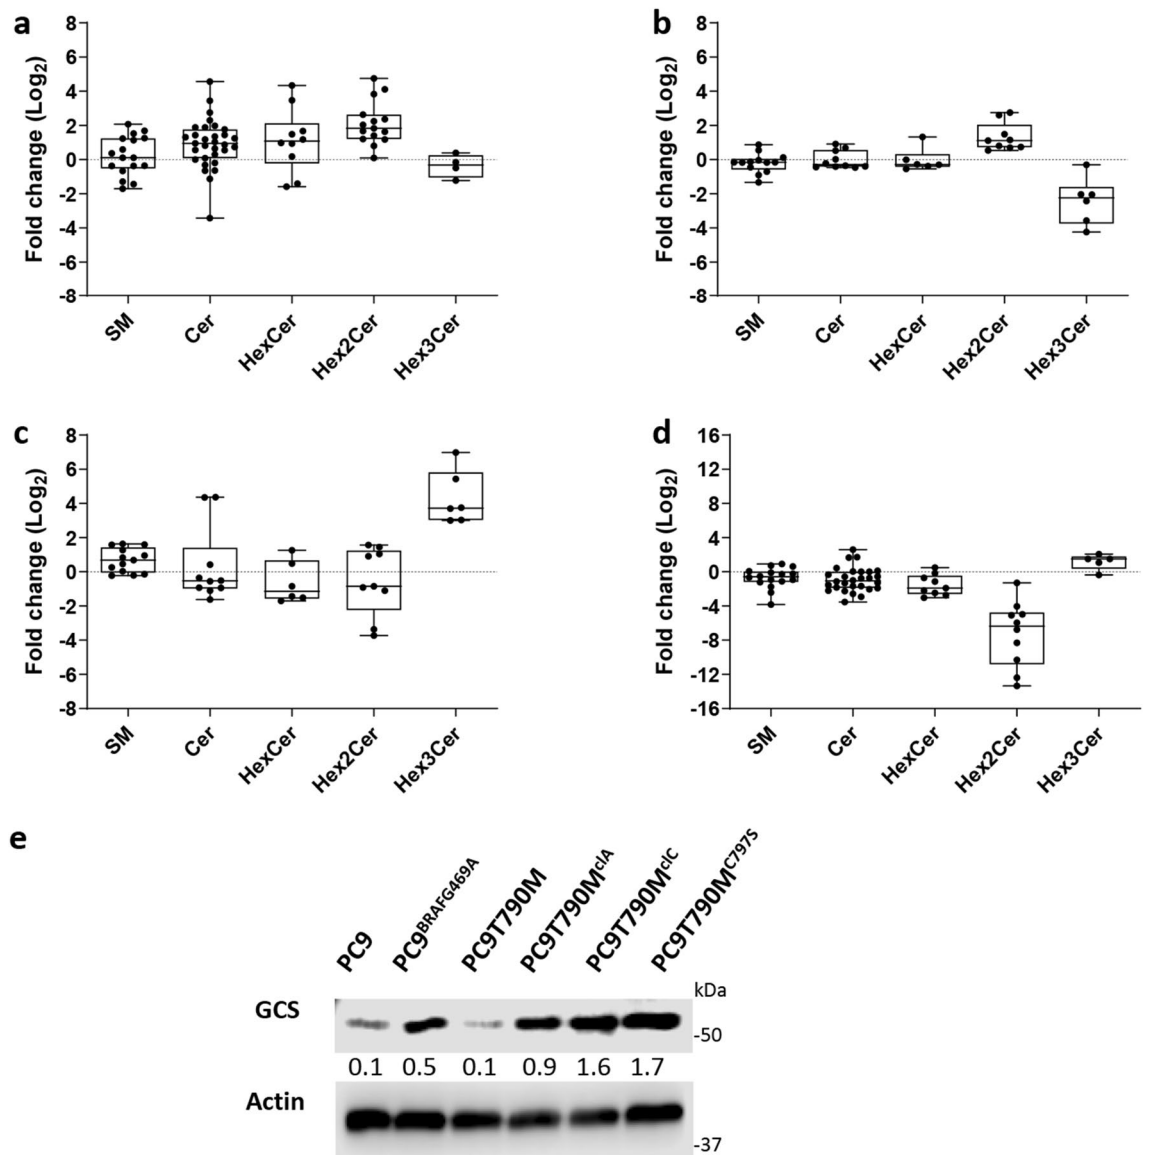 a
Fold change (Log2)
8
6
4
2
0
-2
-4
-6
-8
SM
Cer
HexCer
Hex2Cer
Hex3Cer
b
Fold change (Log2)
8
6
4
2
0
-2
-4
-6
-8
SM
Cer
HexCer
Hex2Cer
Hex3Cer
c
Fold change (Log2)
8
6
4
2
0
-2
-4
-6
-8
SM
Cer
HexCer
Hex2Cer
Hex3Cer
d
Fold change (Log2)
16
12
8
4
0
-4
-8
-12
-16
SM
Cer
HexCer
Hex2Cer
Hex3Cer
e
PC9
PC9BRAFG469A
PC9T790M
PC9T790MclA
PC9T790MclC
PC9T790MC797S
kDa
GCS
-50
0.1 0.5 0.1 0.9 1.6 1.7
Actin
-37